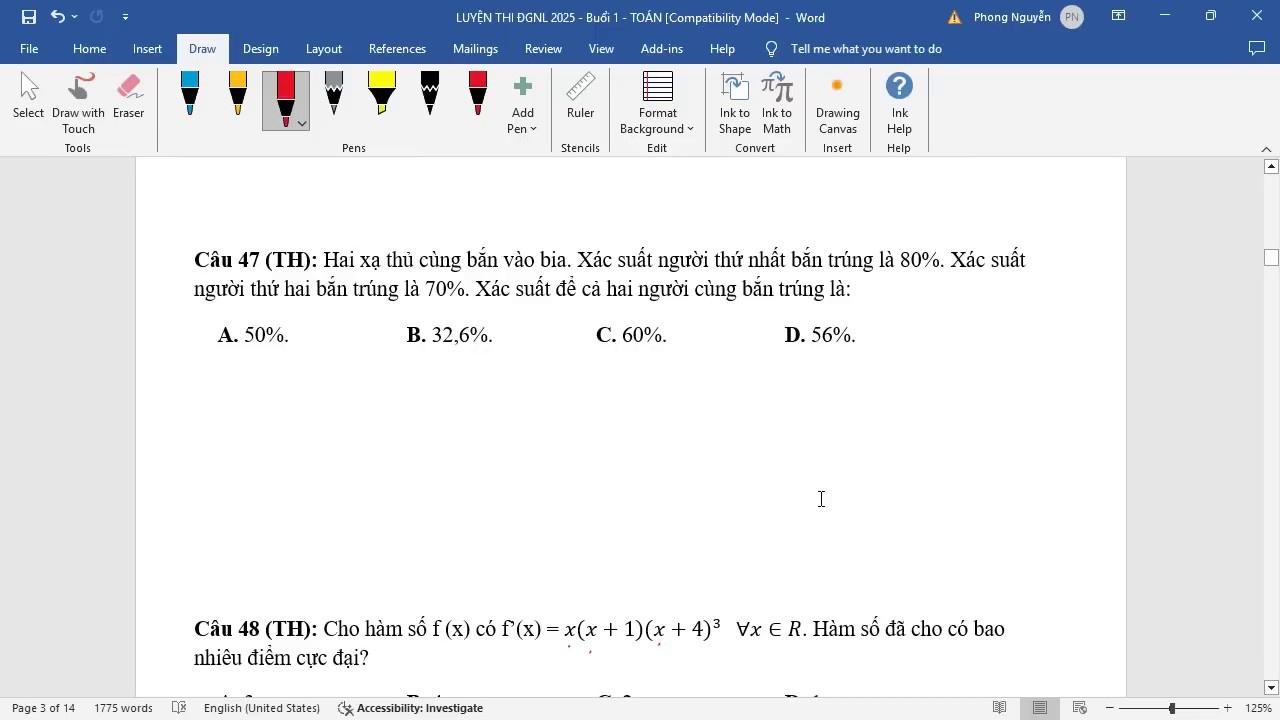 LUYỆN THI ĐGNL 2025 - Buổi 1 - TOÁN [Compatibility Mode] - Word
Phong Nguyễn PN
File Home Insert Draw Design Layout References Mailings Review View Add-ins Help Tell me what you want to do
Select Draw with Touch Eraser Add Pen Ruler Format Background Ink to Shape Ink to Math Drawing Canvas Ink Help
Tools Pens Stencils Edit Convert Insert Help
Câu 47 (TH): Hai xạ thủ cùng bắn vào bia. Xác suất người thứ nhất bắn trúng là 80%. Xác suất
người thứ hai bắn trúng là 70%. Xác suất để cả hai người cùng bắn trúng là:
A. 50%. B. 32,6%. C. 60%. D. 56%.
Câu 48 (TH): Cho hàm số f (x) có f'(x) = x(x + 1)(x + 4)³ ∀x ∈ R. Hàm số đã cho có bao
nhiêu điểm cực đại?
Page 3 of 14 1775 words English (United States) Accessibility: Investigate 125%